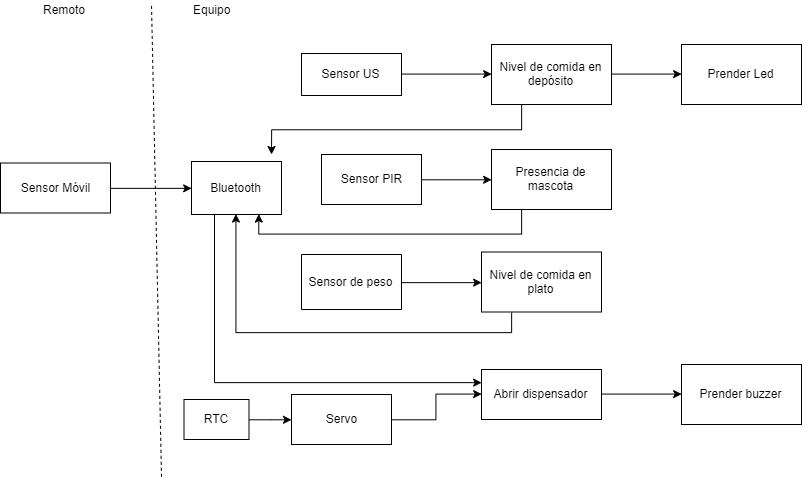 Remoto
Equipo
Sensor US
Nivel de comida en
depósito
Prender Led
Sensor Móvil
Bluetooth
Sensor PIR
Presencia de
mascota
Sensor de peso
Nivel de comida en
plato
Abrir dispensador
Prender buzzer
RTC
Servo